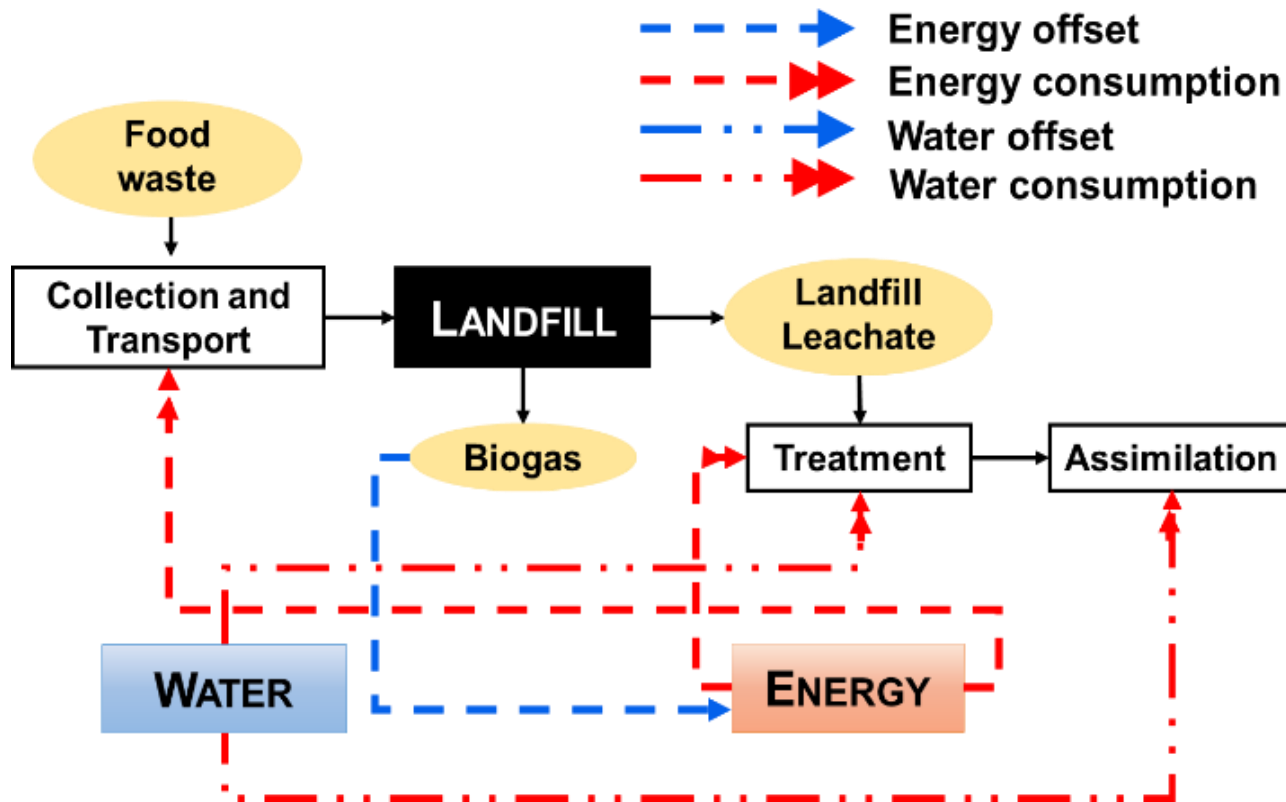 Energy offset
Energy consumption
Water offset
Water consumption
Food
waste
Collection and
Transport
LANDFILL
Landfill
Leachate
Biogas
Treatment
Assimilation
WATER
ENERGY